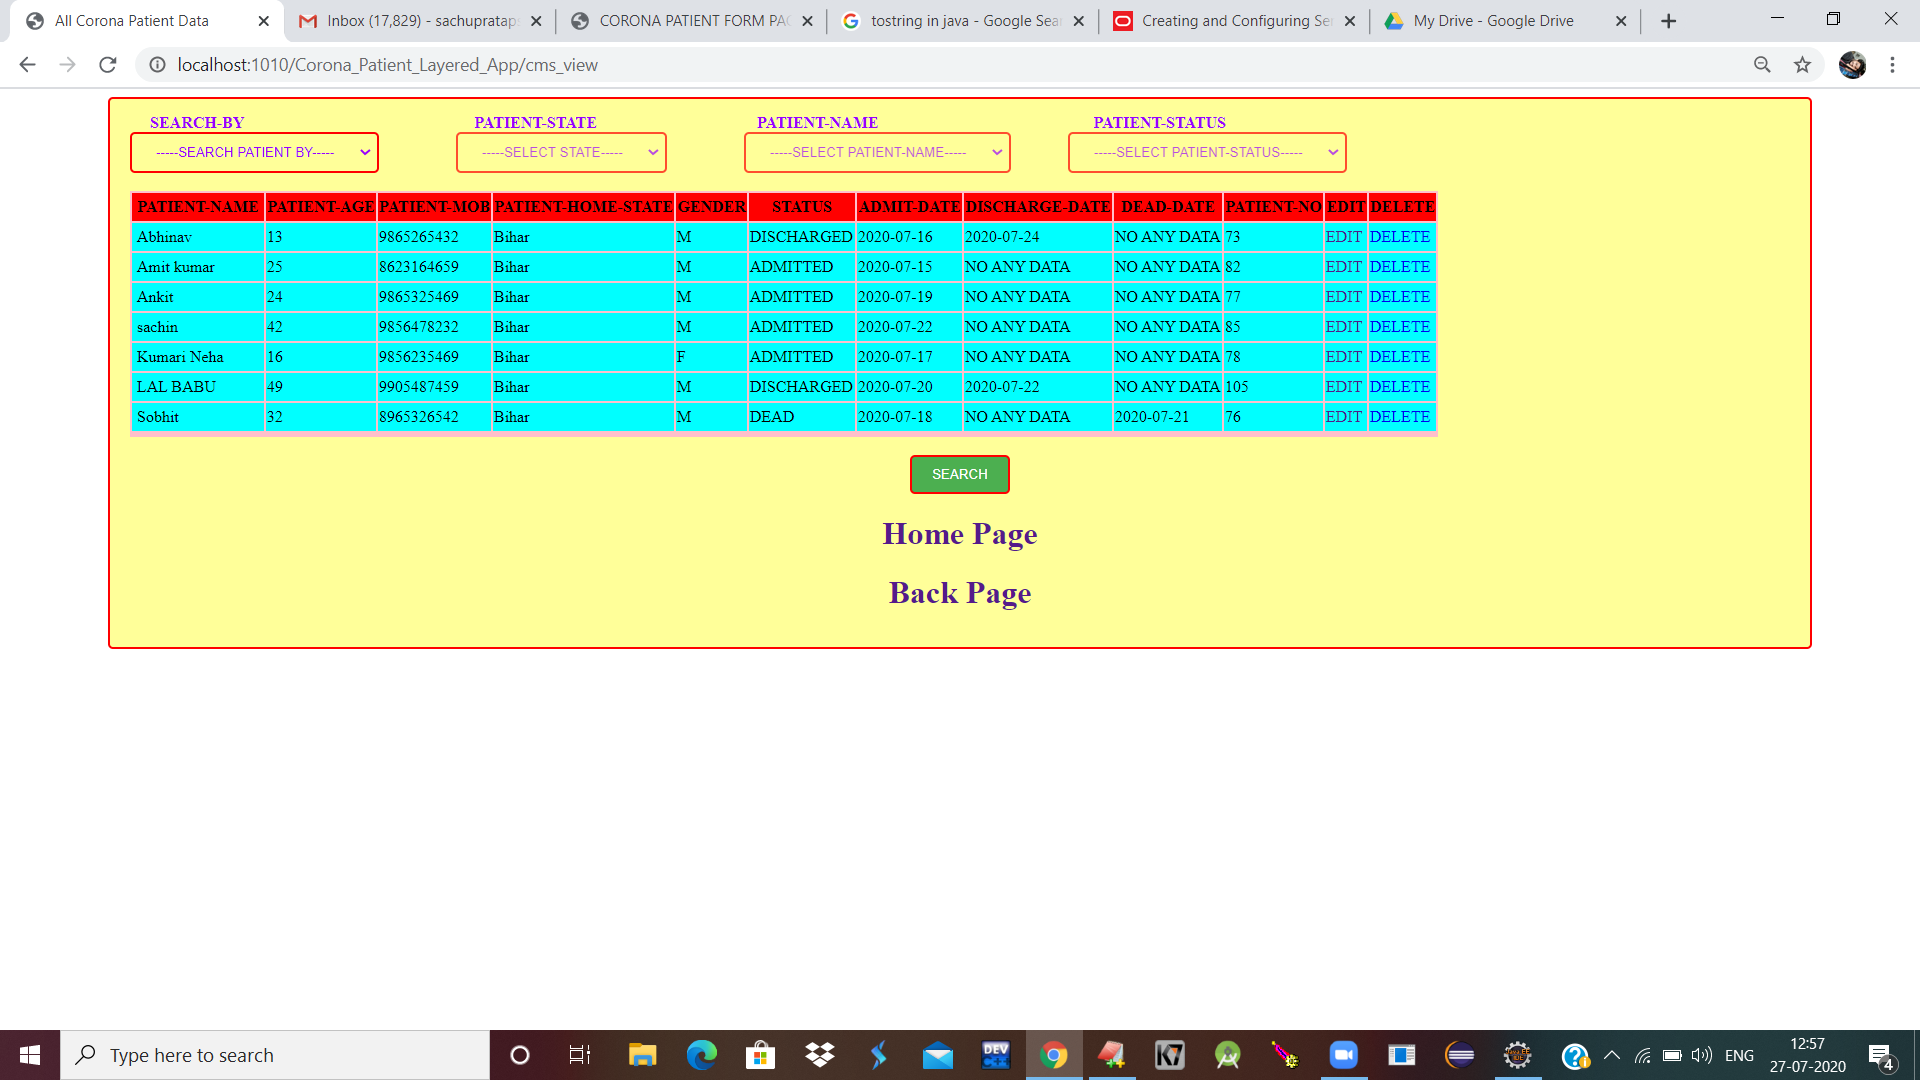 All Corona Patient Data
Inbox (17,829) - sachupratap
CORONA PATIENT FORM PA
tostring in java - Google Sea
Creating and Configuring Se
My Drive - Google Drive
localhost:1010/Corona_Patient_Layered_App/cms_view
SEARCH-BY PATIENT-STATE PATIENT-NAME PATIENT-STATUS
-----SEARCH PATIENT BY----- -----SELECT STATE----- -----SELECT PATIENT-NAME----- -----SELECT PATIENT-STATUS-----
PATIENT-NAME PATIENT-AGE PATIENT-MOB PATIENT-HOME-STATE GENDER STATUS ADMIT-DATE DISCHARGE-DATE DEAD-DATE PATIENT-NO EDIT DELETE
Abhinav 13 9865265432 Bihar M DISCHARGED 2020-07-16 2020-07-24 NO ANY DATA 73 EDIT DELETE
Amit kumar 25 8623164659 Bihar M ADMITTED 2020-07-15 NO ANY DATA NO ANY DATA 82 EDIT DELETE
Ankit 24 9865325469 Bihar M ADMITTED 2020-07-19 NO ANY DATA NO ANY DATA 77 EDIT DELETE
sachin 42 9856478232 Bihar M ADMITTED 2020-07-22 NO ANY DATA NO ANY DATA 85 EDIT DELETE
Kumari Neha 16 9856235469 Bihar F ADMITTED 2020-07-17 NO ANY DATA NO ANY DATA 78 EDIT DELETE
LAL BABU 49 9905487459 Bihar M DISCHARGED 2020-07-20 2020-07-22 NO ANY DATA 105 EDIT DELETE
Sobhit 32 8965326542 Bihar M DEAD 2020-07-18 NO ANY DATA 2020-07-21 76 EDIT DELETE
SEARCH
Home Page
Back Page
Type here to search
DEV C++
ENG
12:57
27-07-2020
4